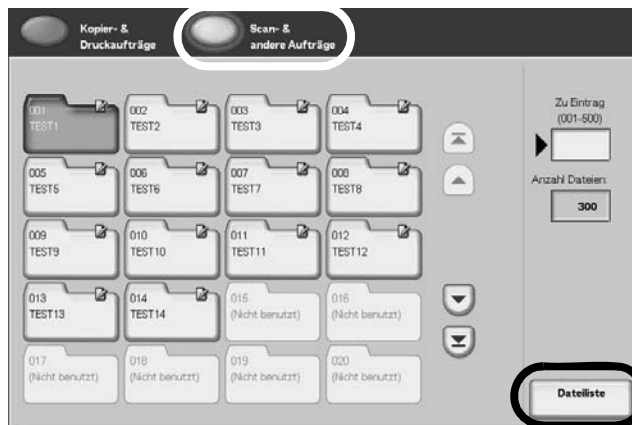 Kopier- &
Druckaufträge
Scan- &
andere Aufträge
001
TEST1
002
TEST2
003
TEST3
004
TEST4
Zu Eintrag
(001-500)
005
TEST5
006
TEST6
007
TEST7
008
TEST8
Anzahl Dateien:
300
009
TEST9
010
TEST10
011
TEST11
012
TEST12
013
TEST13
014
TEST14
015
(Nicht benutzt)
016
(Nicht benutzt)
017
(Nicht benutzt)
018
(Nicht benutzt)
019
(Nicht benutzt)
020
(Nicht benutzt)
Dateiliste